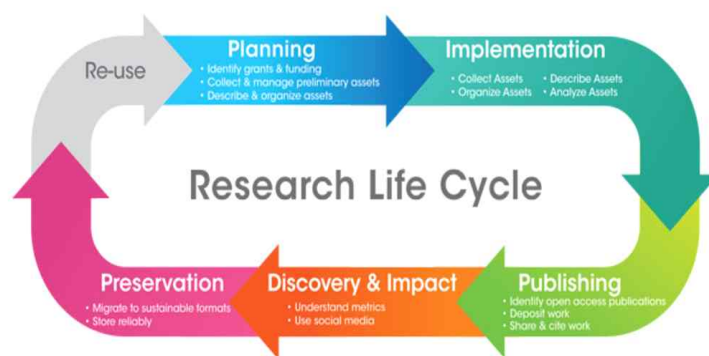 Re-use
Planning
• Identify grants & funding
• Collect & manage preliminary assets
• Describe & organize assets
Implementation
• Collect Assets • Describe Assets
• Organize Assets • Analyze Assets
Research Life Cycle
Preservation
• Migrate to sustainable formats
• Store reliably
Discovery & Impact
• Understand metrics
• Use social media
Publishing
• Identify open access publications
• Deposit work
• Share & cite work